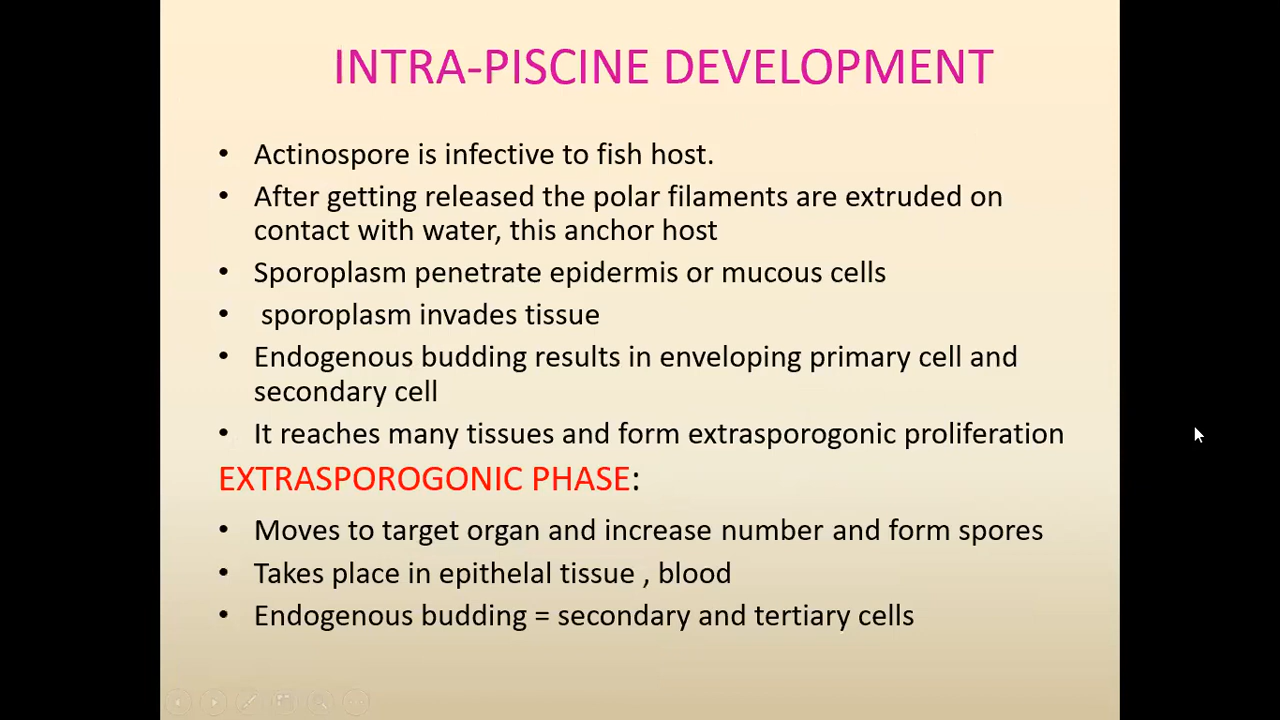 INTRA-PISCINE DEVELOPMENT
• Actinospore is infective to fish host.
• After getting released the polar filaments are extruded on
contact with water, this anchor host
• Sporoplasm penetrate epidermis or mucous cells
• sporoplasm invades tissue
• Endogenous budding results in enveloping primary cell and
secondary cell
• It reaches many tissues and form extrasporogonic proliferation
EXTRASPOROGONIC PHASE:
• Moves to target organ and increase number and form spores
• Takes place in epithelal tissue , blood
• Endogenous budding = secondary and tertiary cells